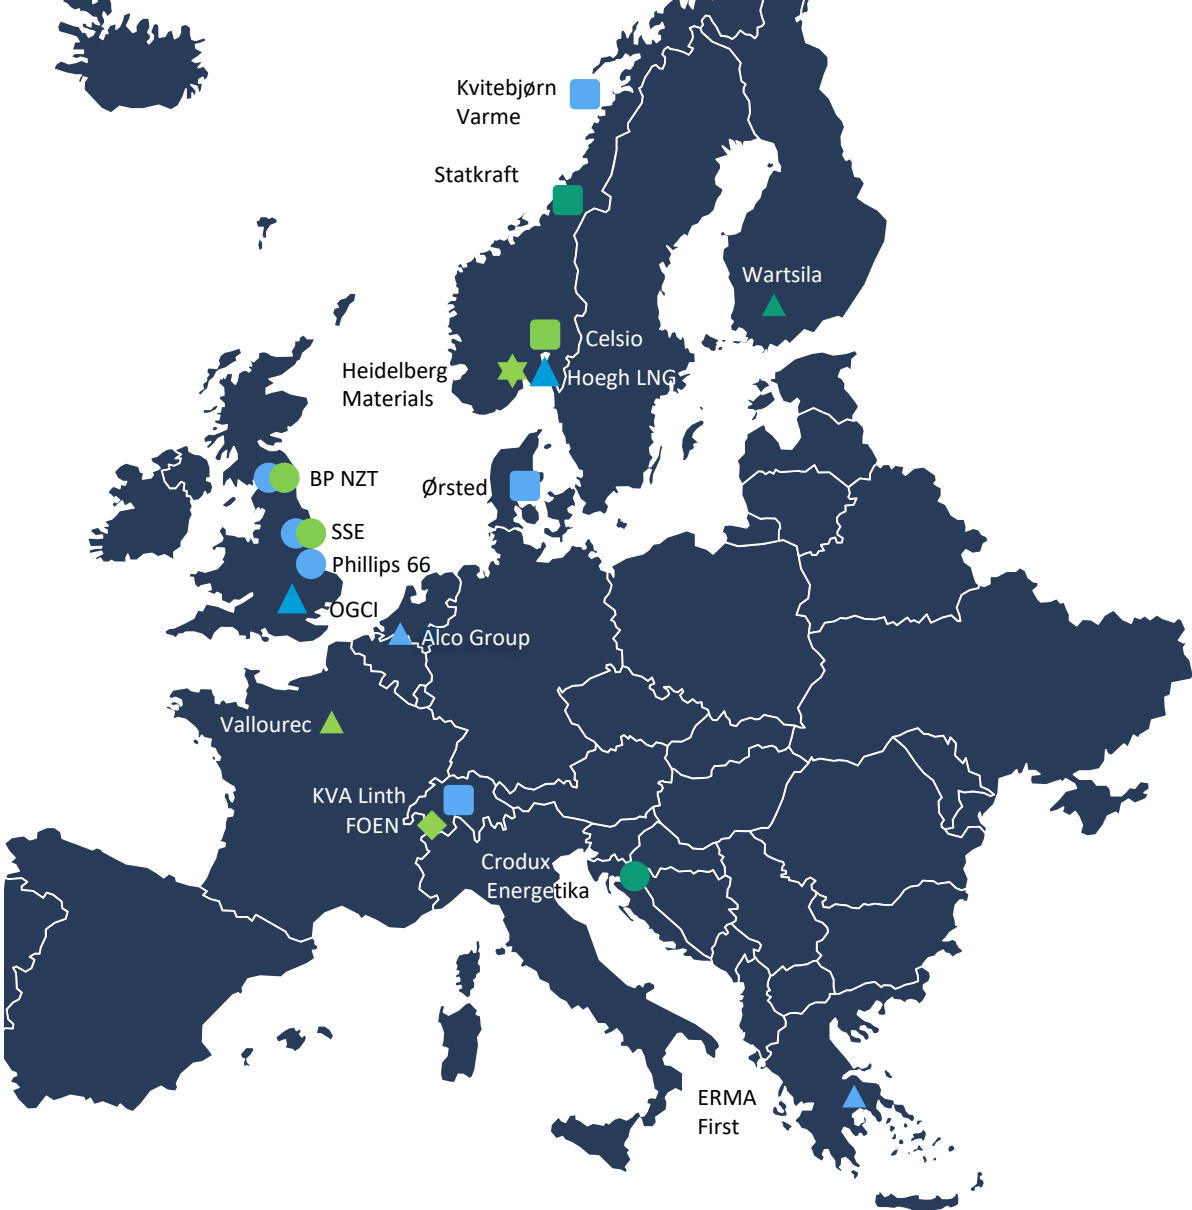 Kvitebjørn
Varme
Statkraft
Wartsila
Celsio
Heidelberg
Materials
Hoegh LNG
BP NZT
Ørsted
SSE
Phillips 66
OGCI
Alco Group
Vallourec
KVA Linth
FOEN
Crodux
Energetika
ERMA
First